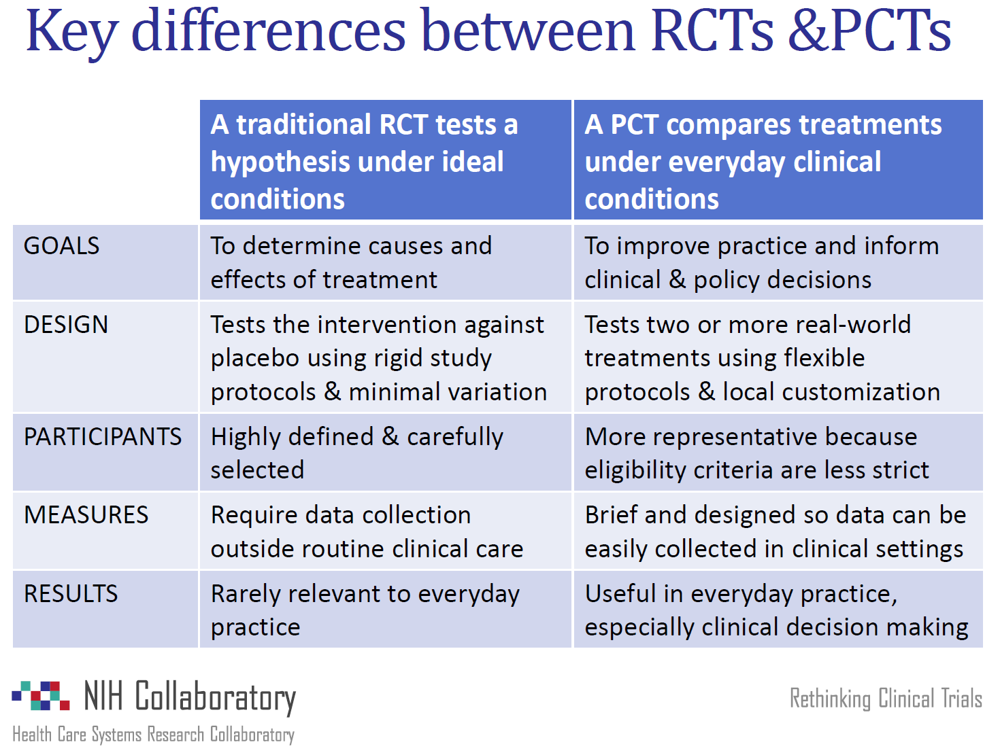 Key differences between RCTs &PCTs
A traditional RCT tests a
hypothesis under ideal
conditions
A PCT compares treatments
under everyday clinical
conditions
GOALS
To determine causes and
effects of treatment
To improve practice and inform
clinical & policy decisions
DESIGN
Tests the intervention against
placebo using rigid study
protocols & minimal variation
Tests two or more real-world
treatments using flexible
protocols & local customization
PARTICIPANTS
Highly defined & carefully
selected
More representative because
eligibility criteria are less strict
MEASURES
Require data collection
outside routine clinical care
Brief and designed so data can be
easily collected in clinical settings
RESULTS
Rarely relevant to everyday
practice
Useful in everyday practice,
especially clinical decision making
NIH Collaboratory
Health Care Systems Research Collaboratory
Rethinking Clinical Trials